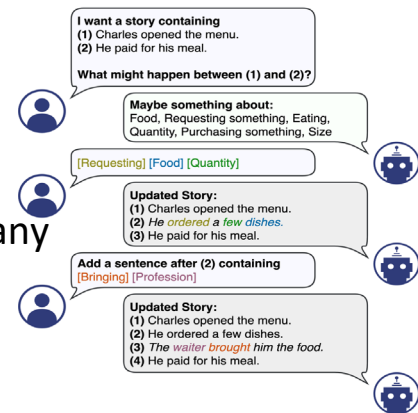 I want a story containing
(1) Charles opened the menu.
(2) He paid for his meal.
What might happen between (1) and (2)?
Maybe something about:
Food, Requesting something, Eating,
Quantity, Purchasing something, Size
[Requesting] [Food] [Quantity]
Updated Story:
(1) Charles opened the menu.
(2) He ordered a few dishes.
(3) He paid for his meal.
any
Add a sentence after (2) containing
[Bringing] [Profession]
Updated Story:
(1) Charles opened the menu.
(2) He ordered a few dishes.
(3) The waiter brought him the food.
(4) He paid for his meal.